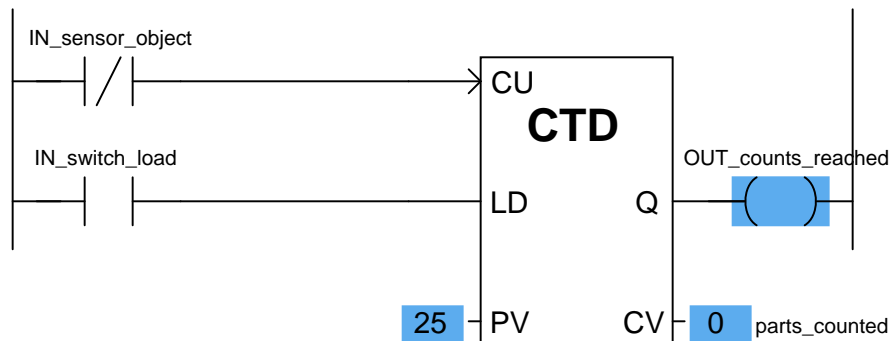 IN_sensor_object
CU
CTD
IN_switch_load
OUT_counts_reached
LD
Q
25
PV
CV
0
parts_counted